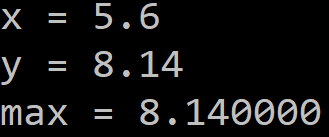 x = 5.6
y = 8.14
max = 8.140000